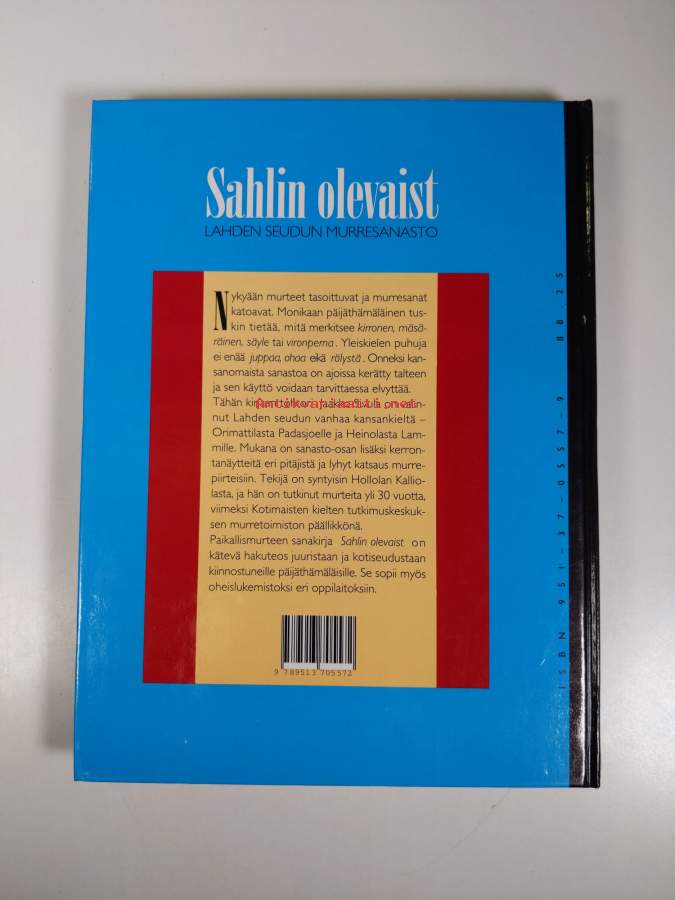 Sahlin olevaist
LAHDEN SEUDUN MURRESANASTO
Nykyään murteet tasoittuvat ja murresanat
katoavat. Monikaan päijäthämäläinen tus-
kin tietää, mitä merkitsee kirronen, mäsä-
räinen, säyle tai vironperna. Yleiskielen puhuja
ei enää juppaa, ohaa eikä rölystä. Onneksi kan-
sanomaista sanastoa on ajoissa kerätty talteen
ja sen käyttö voidaan tarvittaessa elvyttää.
Tähän kirjan
Antikvariaatti.net
nut Lahden seudun vanhaa kansankieltä –
Orimattilasta Padasjoelle ja Heinolasta Lam-
mille. Mukana on sanasto-osan lisäksi kerron-
tanäytteitä eri pitäjistä ja lyhyt katsaus murre-
piirteisiin. Tekijä on syntyisin Hollolan Kallio-
lasta, ja hän on tutkinut murteita yli 30 vuotta,
viimeksi Kotimaisten kielten tutkimuskeskuk-
sen murretoimiston päällikkönä.
Paikallismurteen sanakirja Sahlin olevaist on
kätevä hakuteos juuristaan ja kotiseudustaan
kiinnostuneille päijäthämäläisille. Se sopii myös
oheislukemistoksi eri oppilaitoksiin.
9 789513 705572
ISBN 951-37-0557-9 BB 25